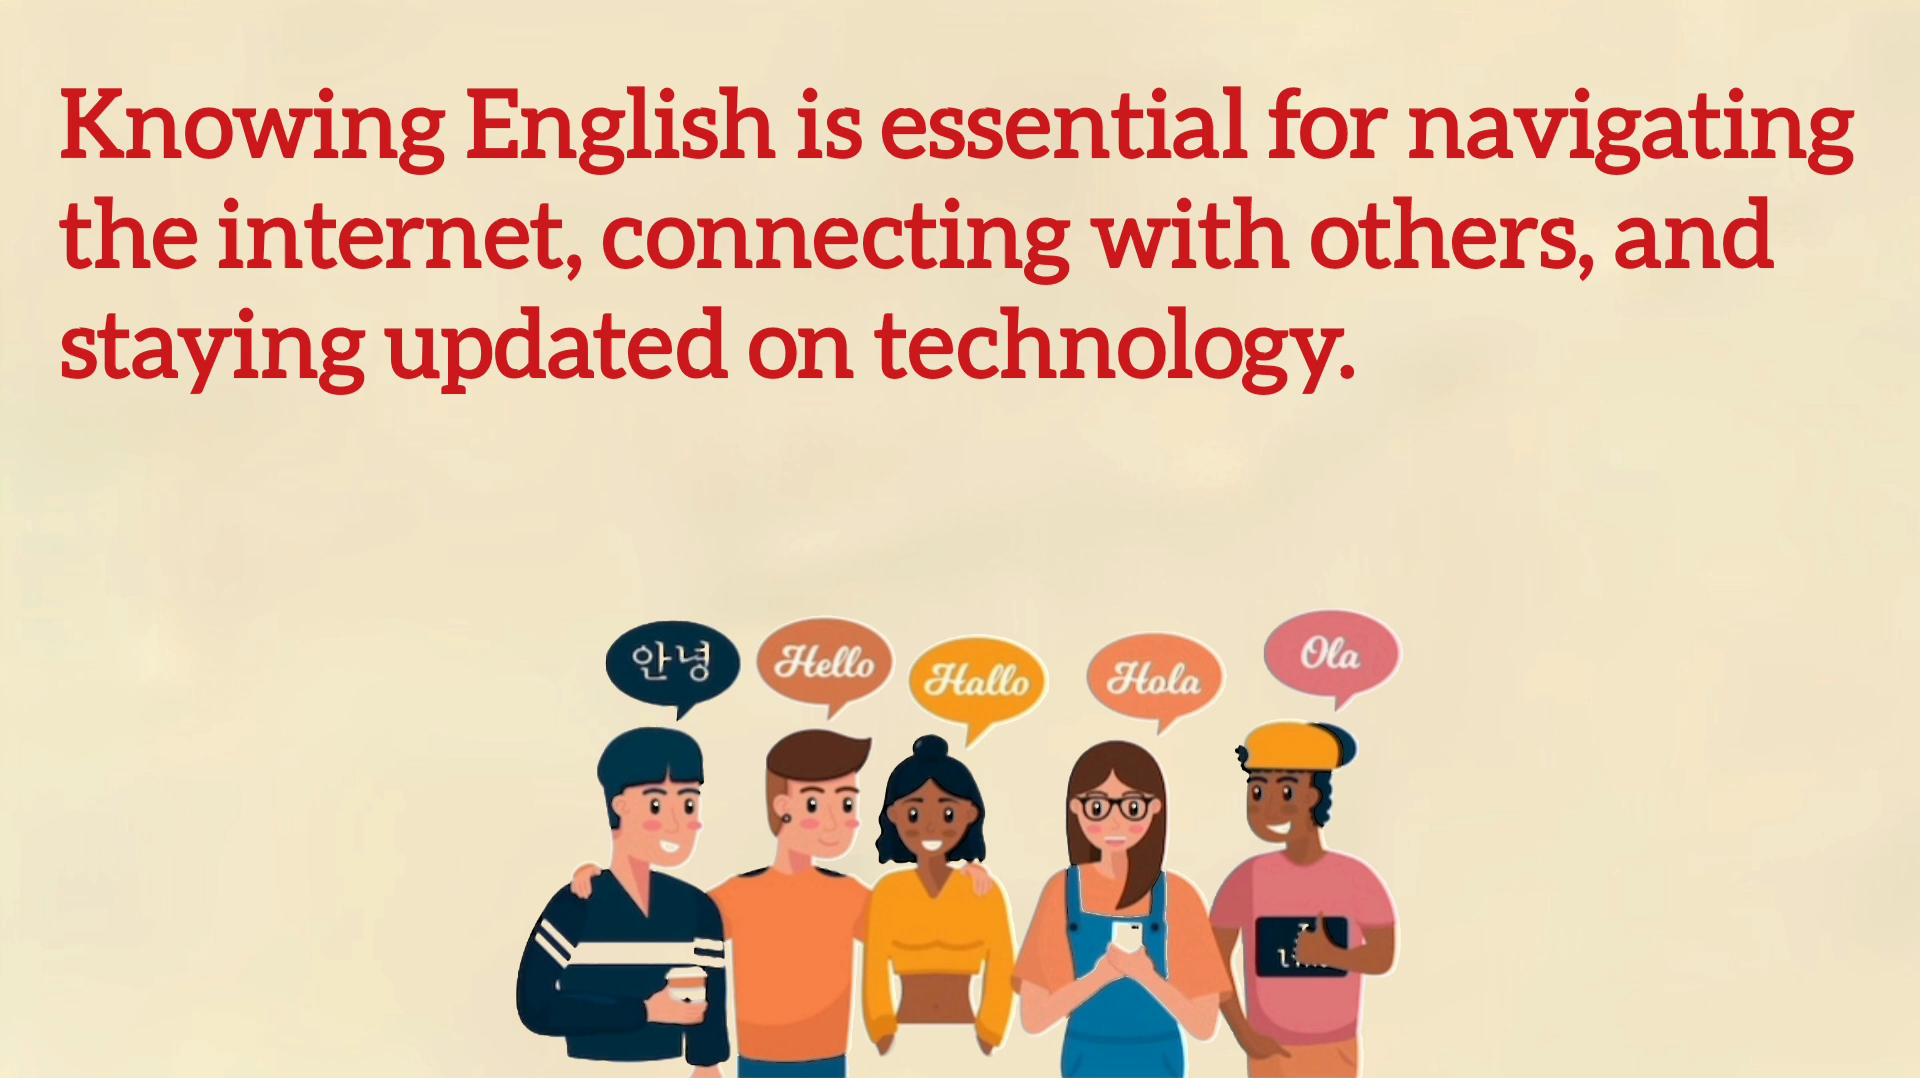 Knowing English is essential for navigating
the internet, connecting with others, and
staying updated on technology.
안녕 Hello Hallo Hola Ola